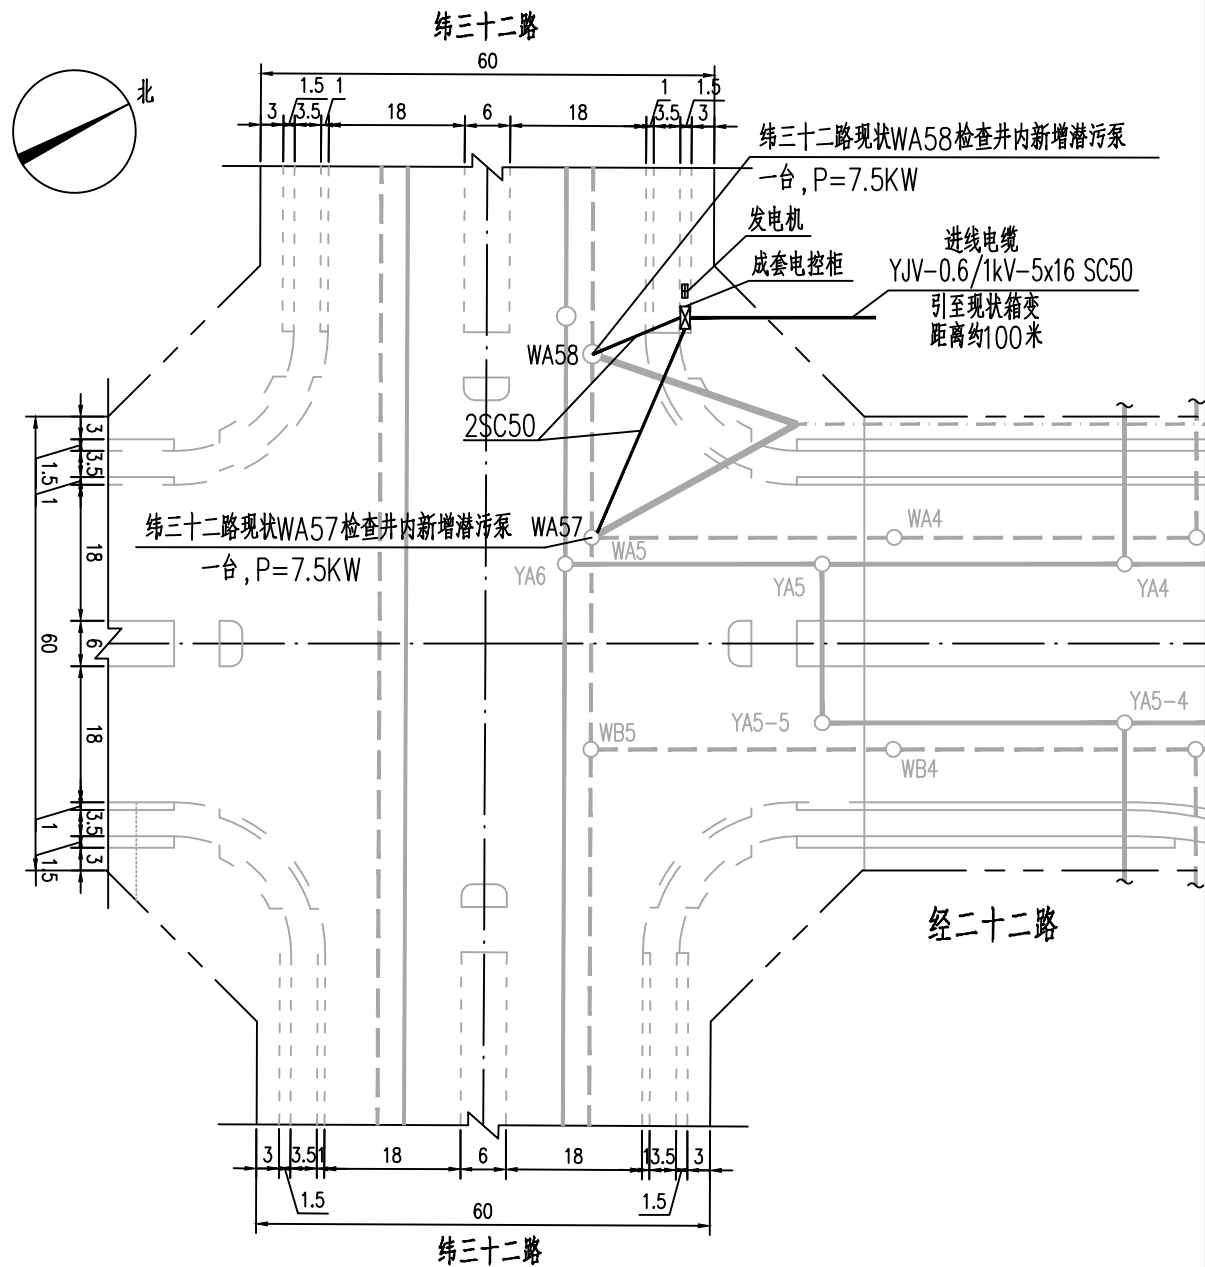 纬三十二路
60
北
1.5
1
1
1.5
3
3.5
18
6
18
3.5
3
纬三十二路现状WA58检查井内新增潜污泵
一台,P=7.5KW
发电机
成套电控柜
进线电缆
YJV-0.6/1kV-5x16 SC50
引至现状箱变
距离约100米
WA58
2SC50
3
3.5
1.5
1
18
60
6
18
3.5
1
3
1.5
纬三十二路现状WA57检查井内新增潜污泵
一台,P=7.5KW
WA57
WA5
WA4
YA6
YA5
YA4
YA5-5
YA5-4
WB5
WB4
经二十二路
3
3.5
1
18
6
18
1
3.5
3
1.5
1.5
60
纬三十二路